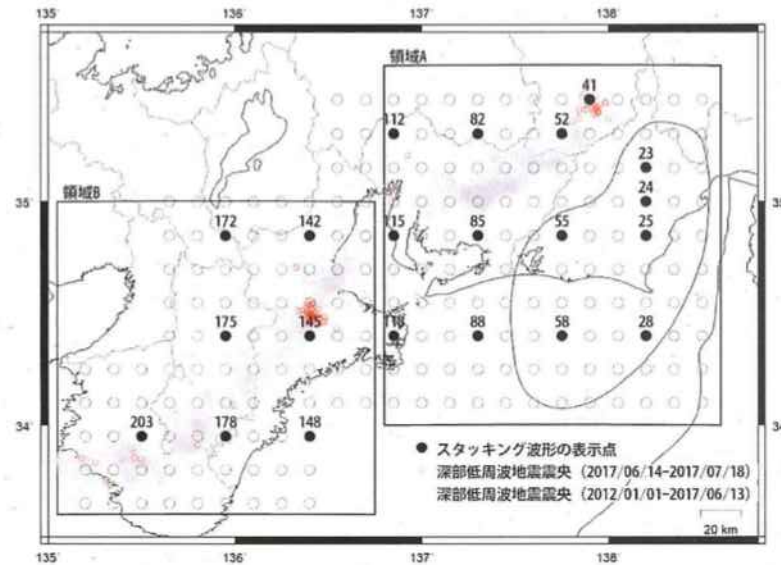 135 136 137 138
領域A
41
112 82 52
23
24
35 35
領域B
172 142 115 85 55 25
175 145 118 88 58 28
34 34
203 178 148
スタッキング波形の表示点
深部低周波地震震央（2017/06/14-2017/07/18）
深部低周波地震震央（2012/01/01-2017/06/13）
20 km
135 136 137 138